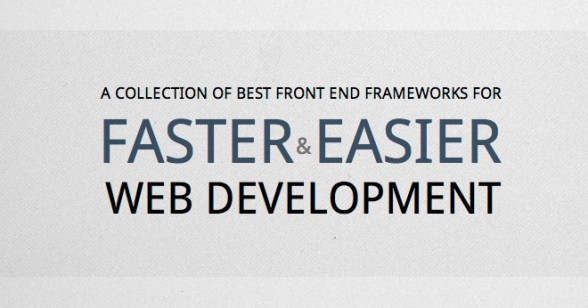 A COLLECTION OF BEST FRONT END FRAMEWORKS FOR
FASTER & EASIER
WEB DEVELOPMENT